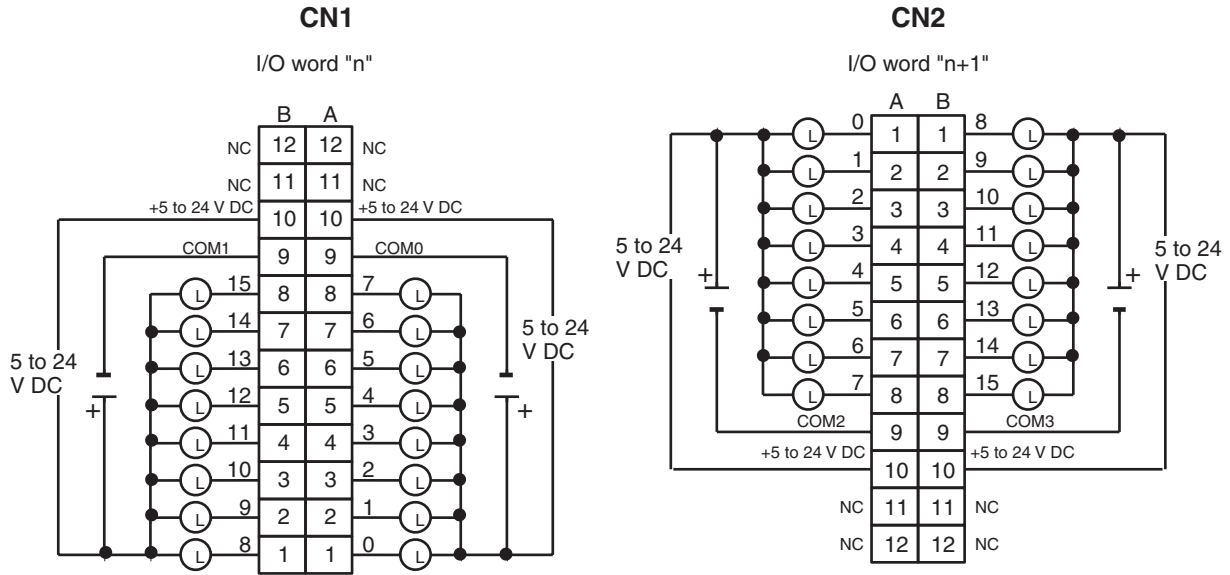 CN1
I/O word "n"
B A
NC 12 12 NC
NC 11 11 NC
+5 to 24 V DC 10 10 +5 to 24 V DC
COM1 9 9 COM0
L 15 8 8 7 L
L 14 7 7 6 L
L 13 6 6 5 L
L 12 5 5 4 L
L 11 4 4 3 L
L 10 3 3 2 L
L 9 2 2 1 L
L 8 1 1 0 L
5 to 24
V DC
+
5 to 24
V DC
+
CN2
I/O word "n+1"
A B
L 0 1 1 8 L
L 1 2 2 9 L
L 2 3 3 10 L
L 3 4 4 11 L
L 4 5 5 12 L
L 5 6 6 13 L
L 6 7 7 14 L
L 7 8 8 15 L
COM2 9 9 COM3
+5 to 24 V DC 10 10 +5 to 24 V DC
NC 11 11 NC
NC 12 12 NC
5 to 24
V DC
+
5 to 24
V DC
+